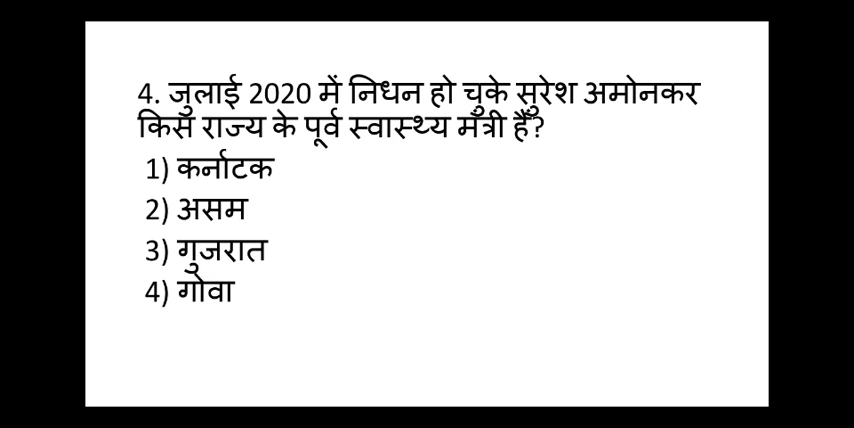 4. जुलाई 2020 में निधन हो चुके सुरेश अमोनकर
किस राज्य के पूर्व स्वास्थ्य मंत्री हैं?
1) कर्नाटक
2) असम
3) गुजरात
4) गोवा